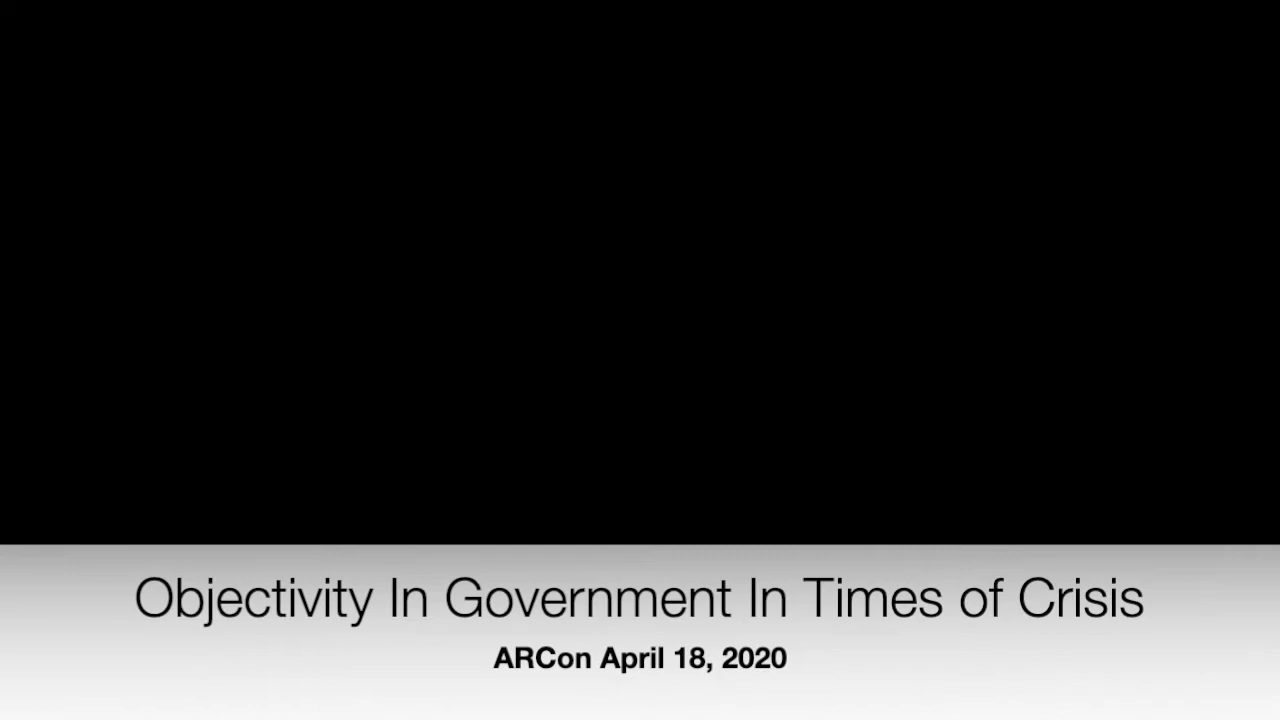 Objectivity In Government In Times of Crisis
ARCon April 18, 2020